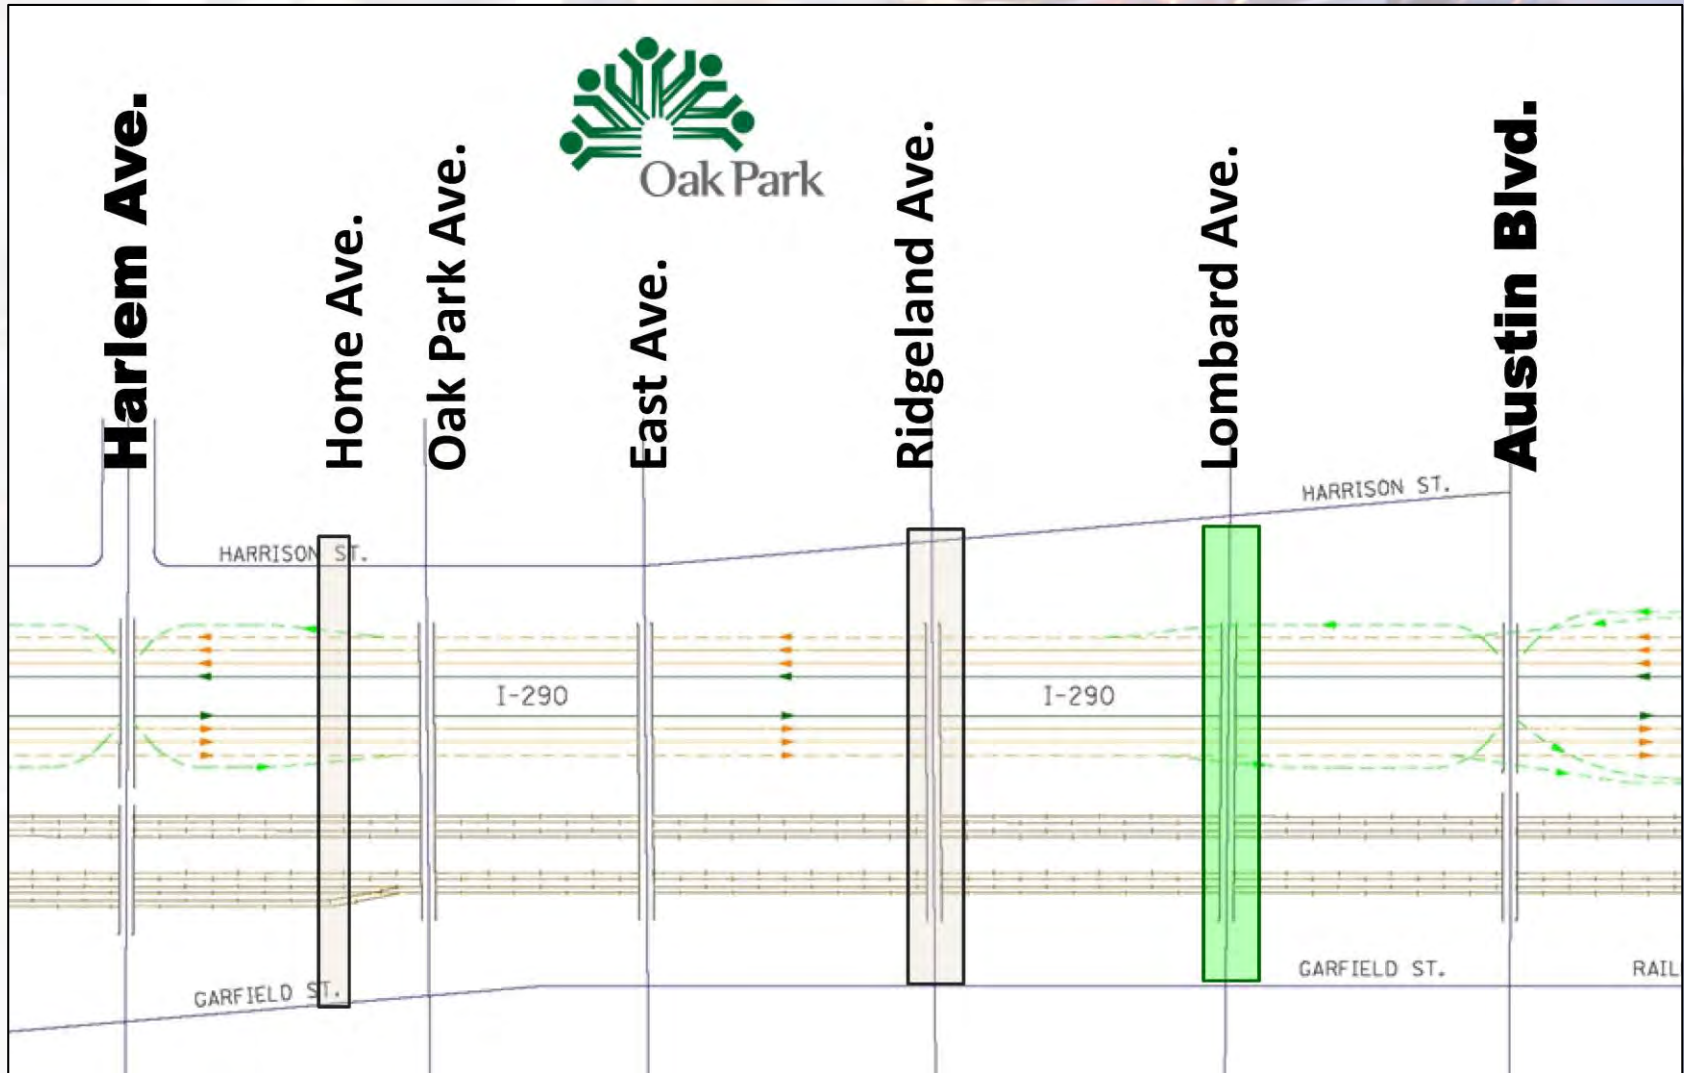 Harlem Ave.
Home Ave.
Oak Park Ave.
East Ave.
Oak Park
Ridgeland Ave.
Lombard Ave.
Austin Blvd.
HARRISON ST.
HARRISON ST.
I-290
I-290
GARFIELD ST.
GARFIELD ST.
RAIL